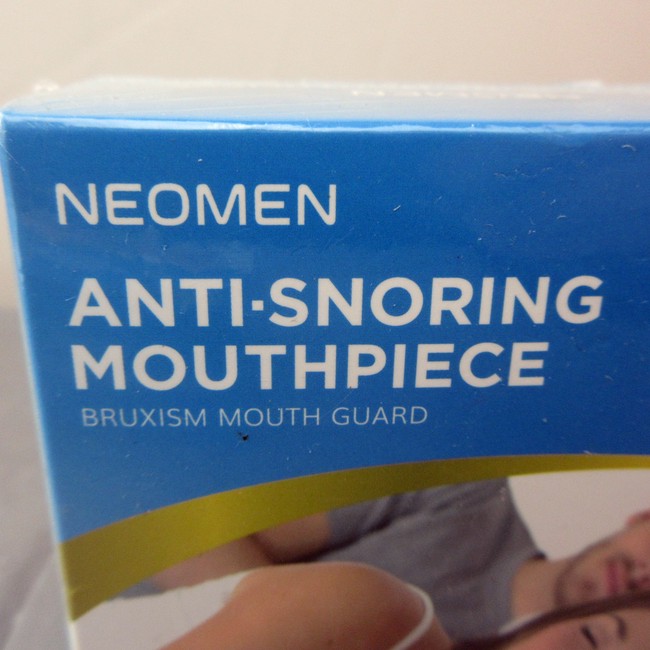 NEOMEN
ANTI-SNORING
MOUTHPIECE
BRUXISM MOUTH GUARD